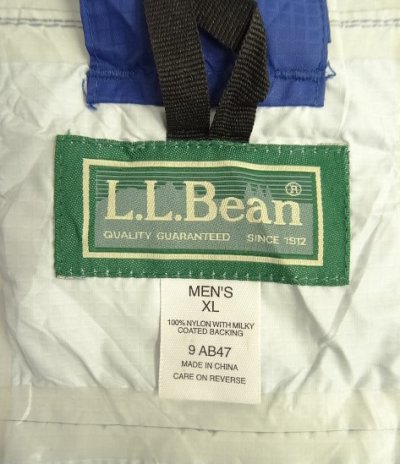 L.L.Bean®
QUALITY GUARANTEED SINCE 1912
MEN'S
XL
100% NYLON WITH MILKY
COATED BACKING
9 AB47
MADE IN CHINA
CARE ON REVERSE